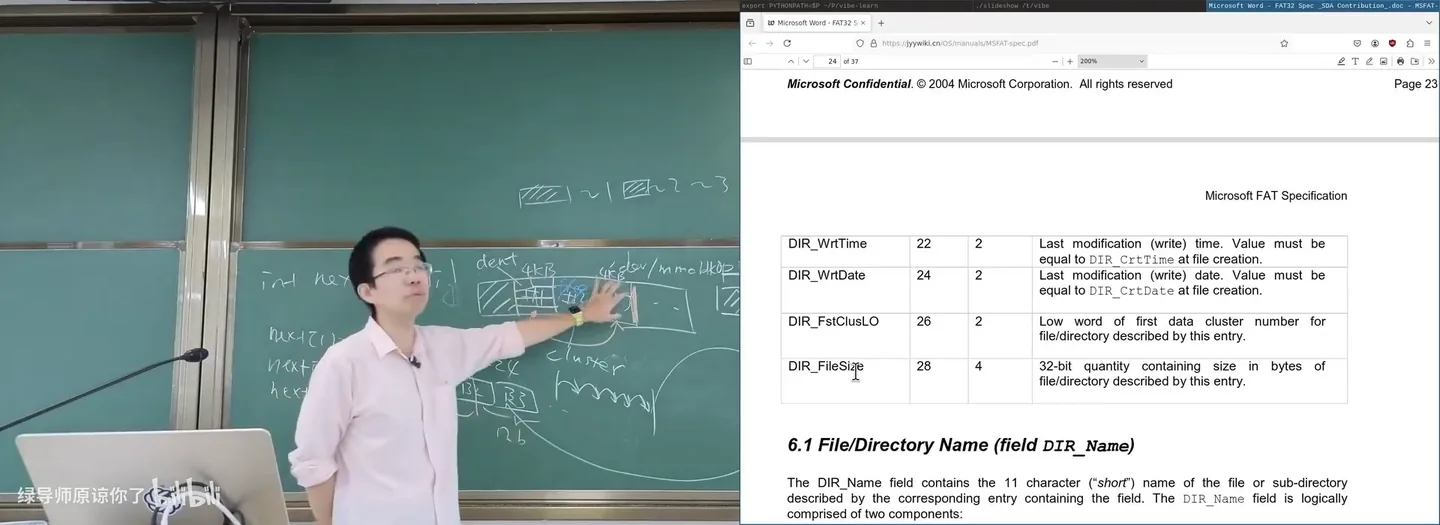 export PYTHONPATH=$P ~/P/vibe-learn
./slideshow /t/vibe
Microsoft Word - FAT32 Spec _SDA Contribution_.doc - MSFAT-
Microsoft Word - FAT32 S
https://jyywiki.cn/OS/manuals/MSFAT-spec.pdf
24 of 37
200%
Microsoft Confidential. © 2004 Microsoft Corporation. All rights reserved
Page 23
Microsoft FAT Specification
DIR_WrtTime 22 2 Last modification (write) time. Value must be
equal to DIR_CrtTime at file creation.
DIR_WrtDate 24 2 Last modification (write) date. Value must be
equal to DIR_CrtDate at file creation.
DIR_FstClusLO 26 2 Low word of first data cluster number for
file/directory described by this entry.
DIR_FileSize 28 4 32-bit quantity containing size in bytes of
file/directory described by this entry.
6.1 File/Directory Name (field DIR_Name)
The DIR_Name field contains the 11 character (“short”) name of the file or sub-directory
described by the corresponding entry containing the field. The DIR_Name field is logically
comprised of two components:
~1 ~2 ~3
dent
4KB
4KB
int
cluster
绿导师原谅你了
bilibili